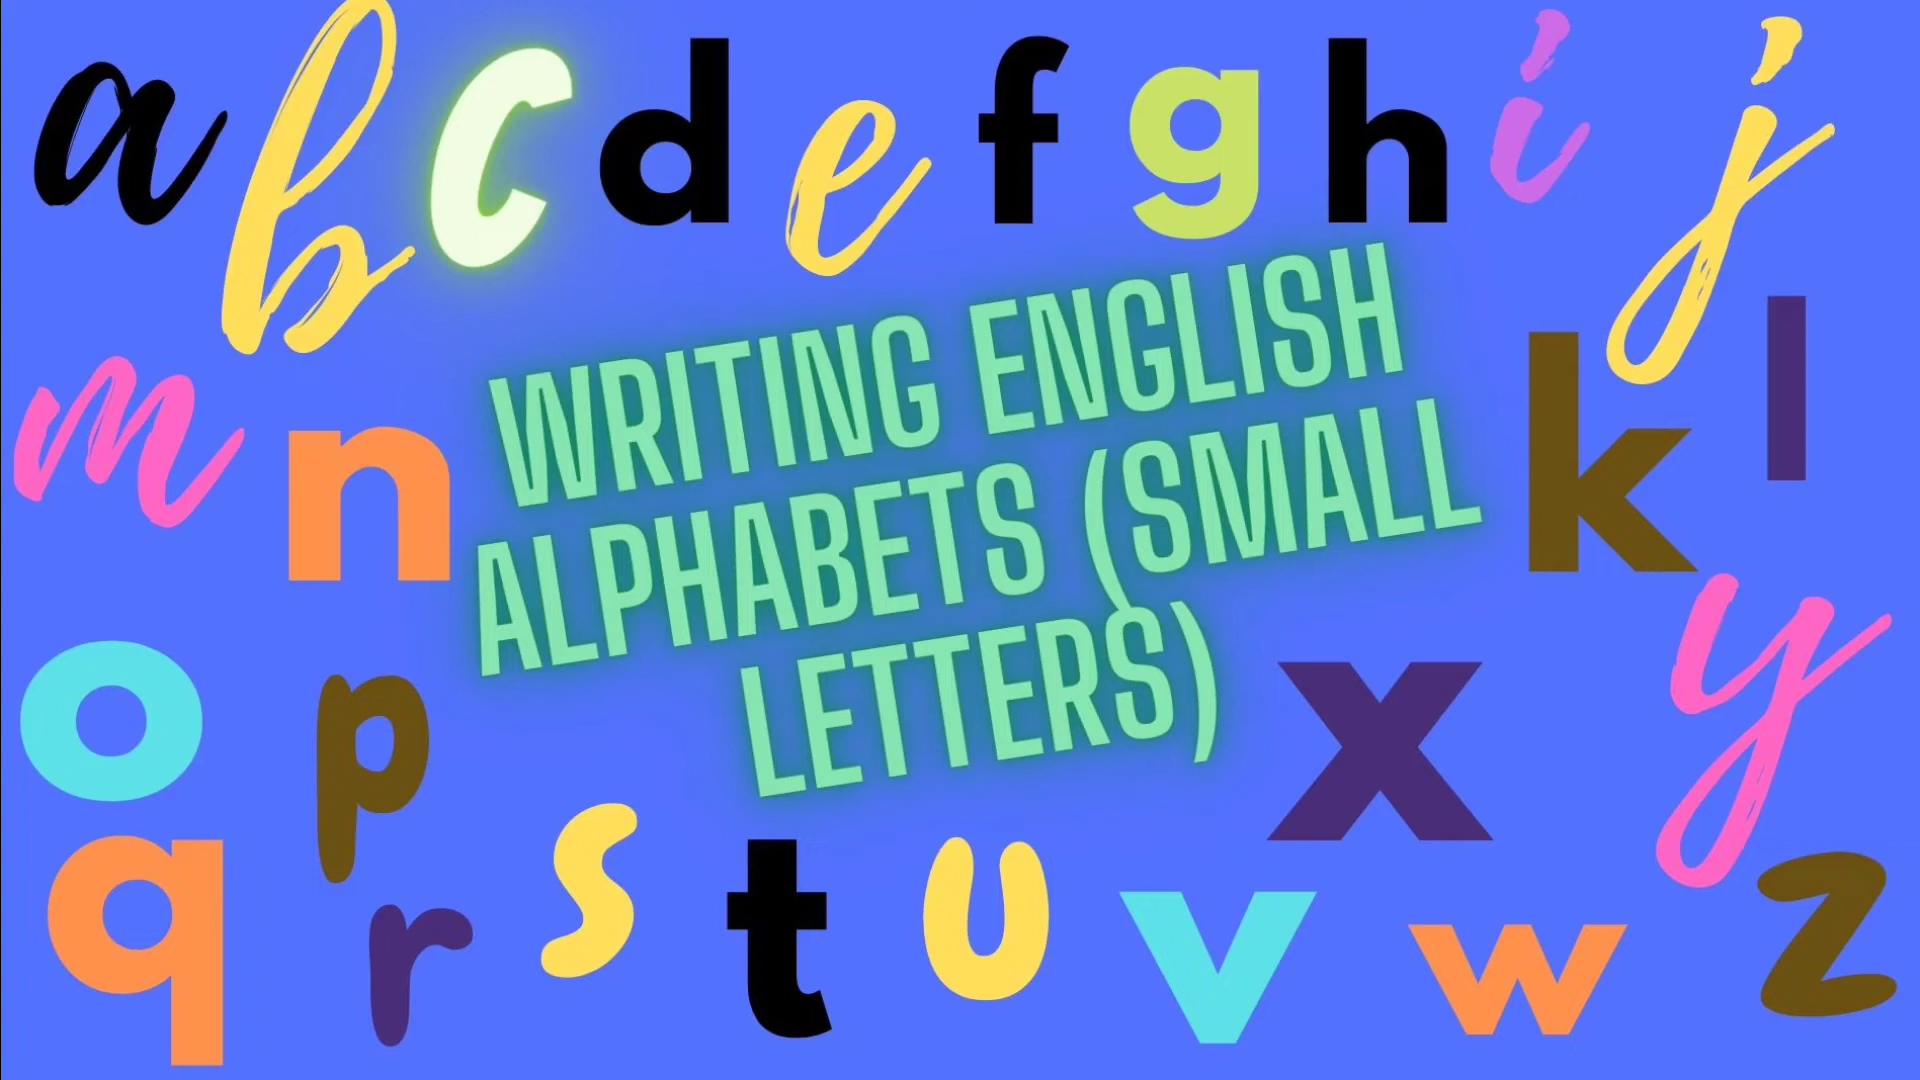 a b c d e f g h i j
WRITING ENGLISH
ALPHABETS (SMALL
LETTERS)
k l
m n
o p
q r s t u v w x y z